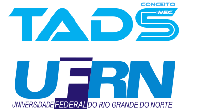 CONCEITO
TADS
MEC
UFRN
UNIVERSIDADE FEDERAL DO RIO GRANDE DO NORTE